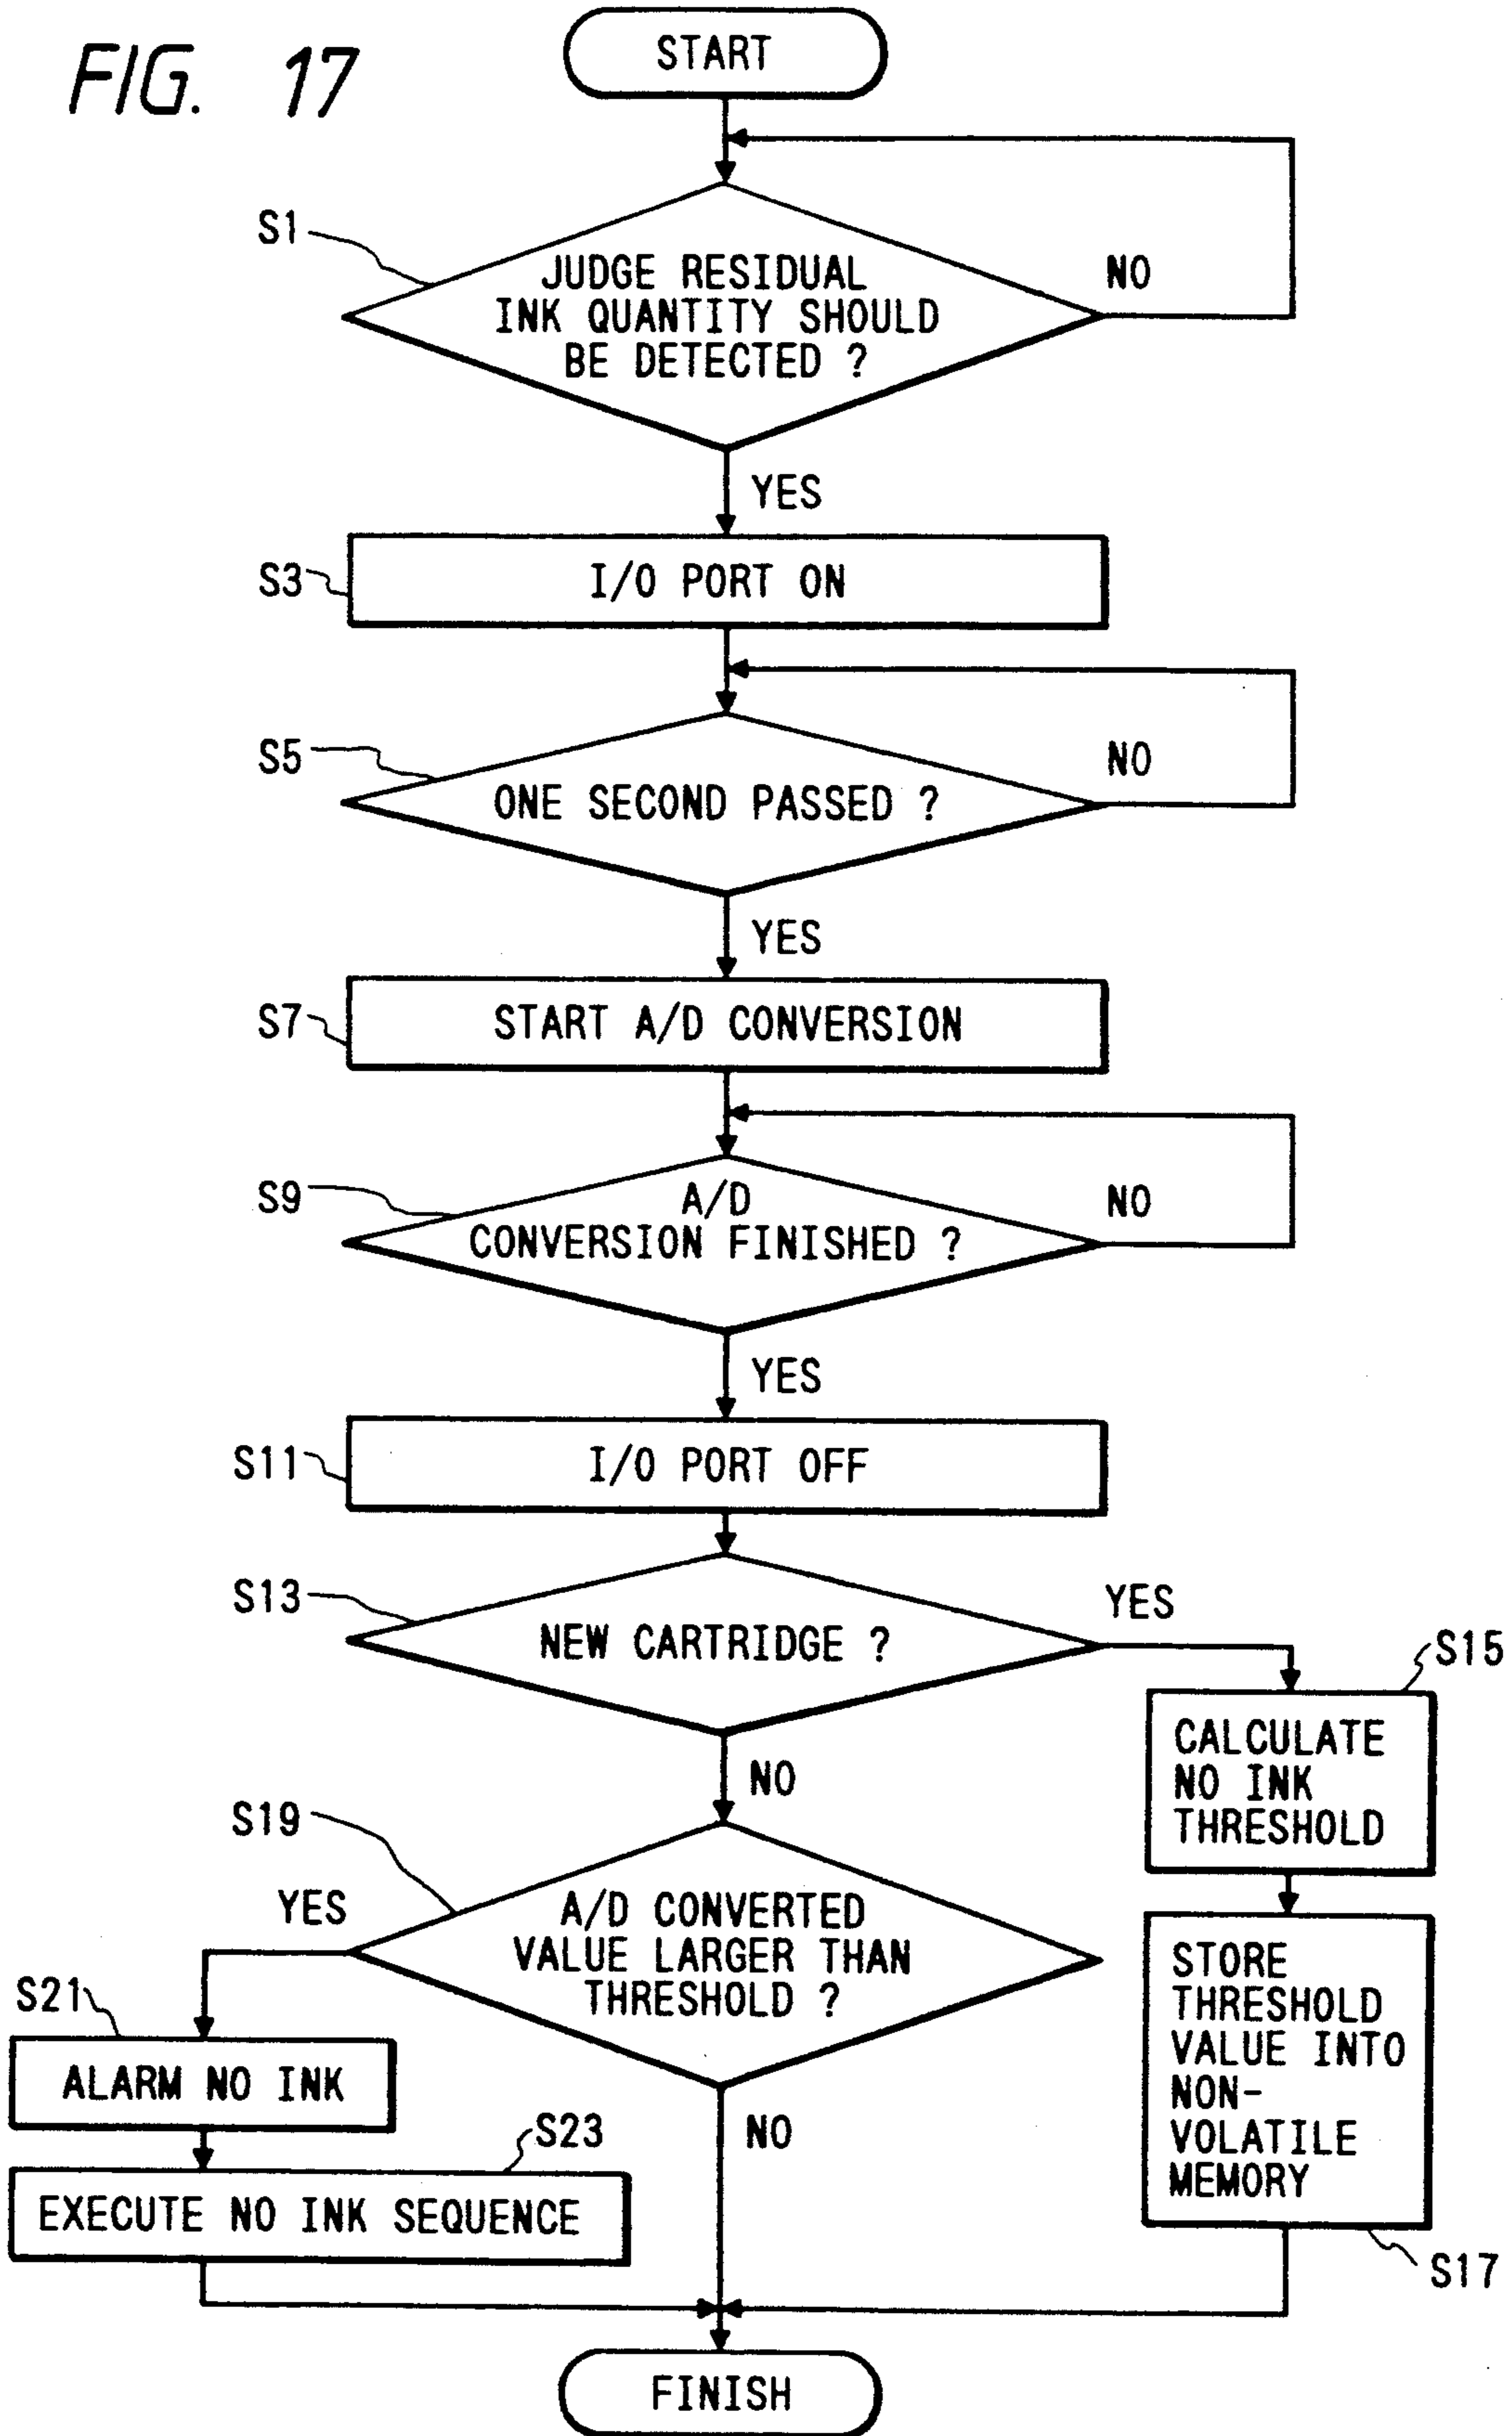 FIG. 17
START
S1
JUDGE RESIDUAL
INK QUANTITY SHOULD
BE DETECTED ?
NO
YES
S3
I/O PORT ON
S5
ONE SECOND PASSED ?
NO
YES
S7
START A/D CONVERSION
S9
A/D
CONVERSION FINISHED ?
NO
YES
S11
I/O PORT OFF
S13
NEW CARTRIDGE ?
YES
NO
S15
CALCULATE
NO INK
THRESHOLD
S19
A/D CONVERTED
VALUE LARGER THAN
THRESHOLD ?
YES
NO
STORE
THRESHOLD
VALUE INTO
NON-
VOLATILE
MEMORY
S17
S21
ALARM NO INK
S23
EXECUTE NO INK SEQUENCE
FINISH